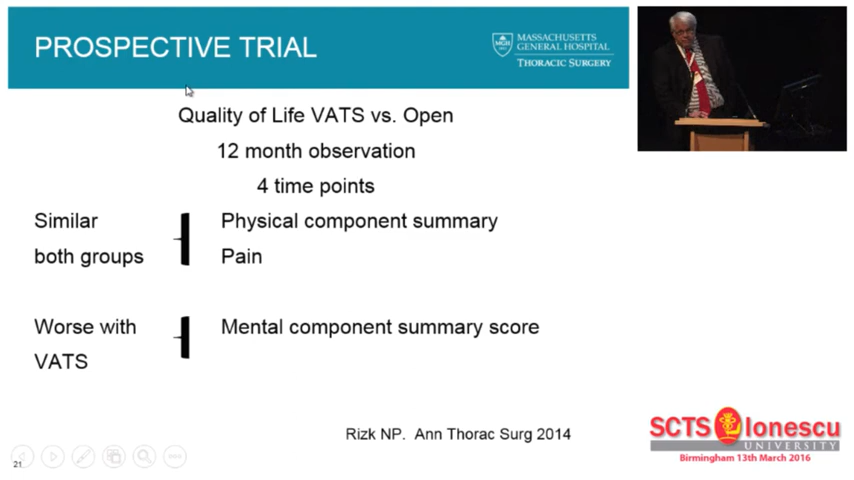 PROSPECTIVE TRIAL
MGH
MASSACHUSETTS
GENERAL HOSPITAL
THORACIC SURGERY
Quality of Life VATS vs. Open
12 month observation
4 time points
Similar
both groups
Physical component summary
Pain
Worse with
VATS
Mental component summary score
Rizk NP. Ann Thorac Surg 2014
SCTS Ionescu
UNIVERSITY
Birmingham 13th March 2016
21